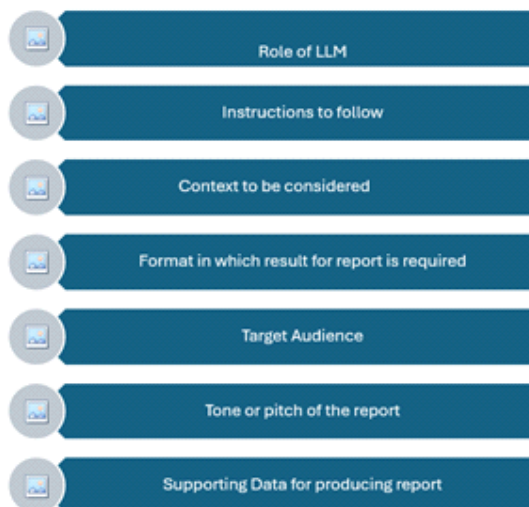 Role of LLM
Instructions to follow
Context to be considered
Format in which result for report is required
Target Audience
Tone or pitch of the report
Supporting Data for producing report